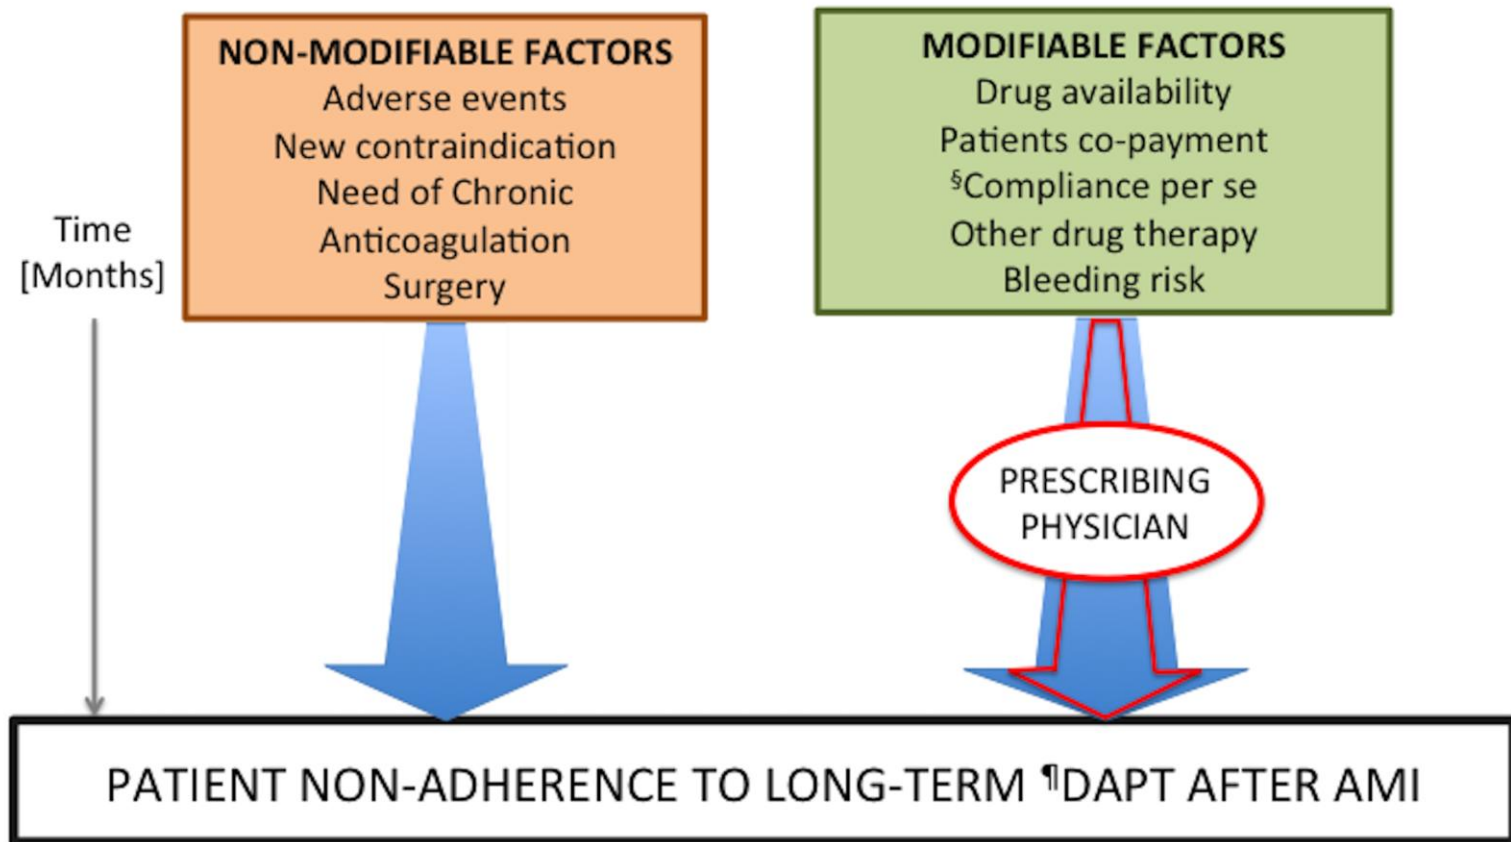 NON-MODIFIABLE FACTORS
Adverse events
New contraindication
Need of Chronic
Anticoagulation
Surgery
MODIFIABLE FACTORS
Drug availability
Patients co-payment
§Compliance per se
Other drug therapy
Bleeding risk
Time
[Months]
PRESCRIBING
PHYSICIAN
PATIENT NON-ADHERENCE TO LONG-TERM ¶DAPT AFTER AMI